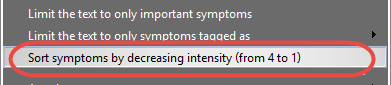 Limit the text to only important symptoms
Limit the text to only symptoms tagged as
Sort symptoms by decreasing intensity (from 4 to 1)